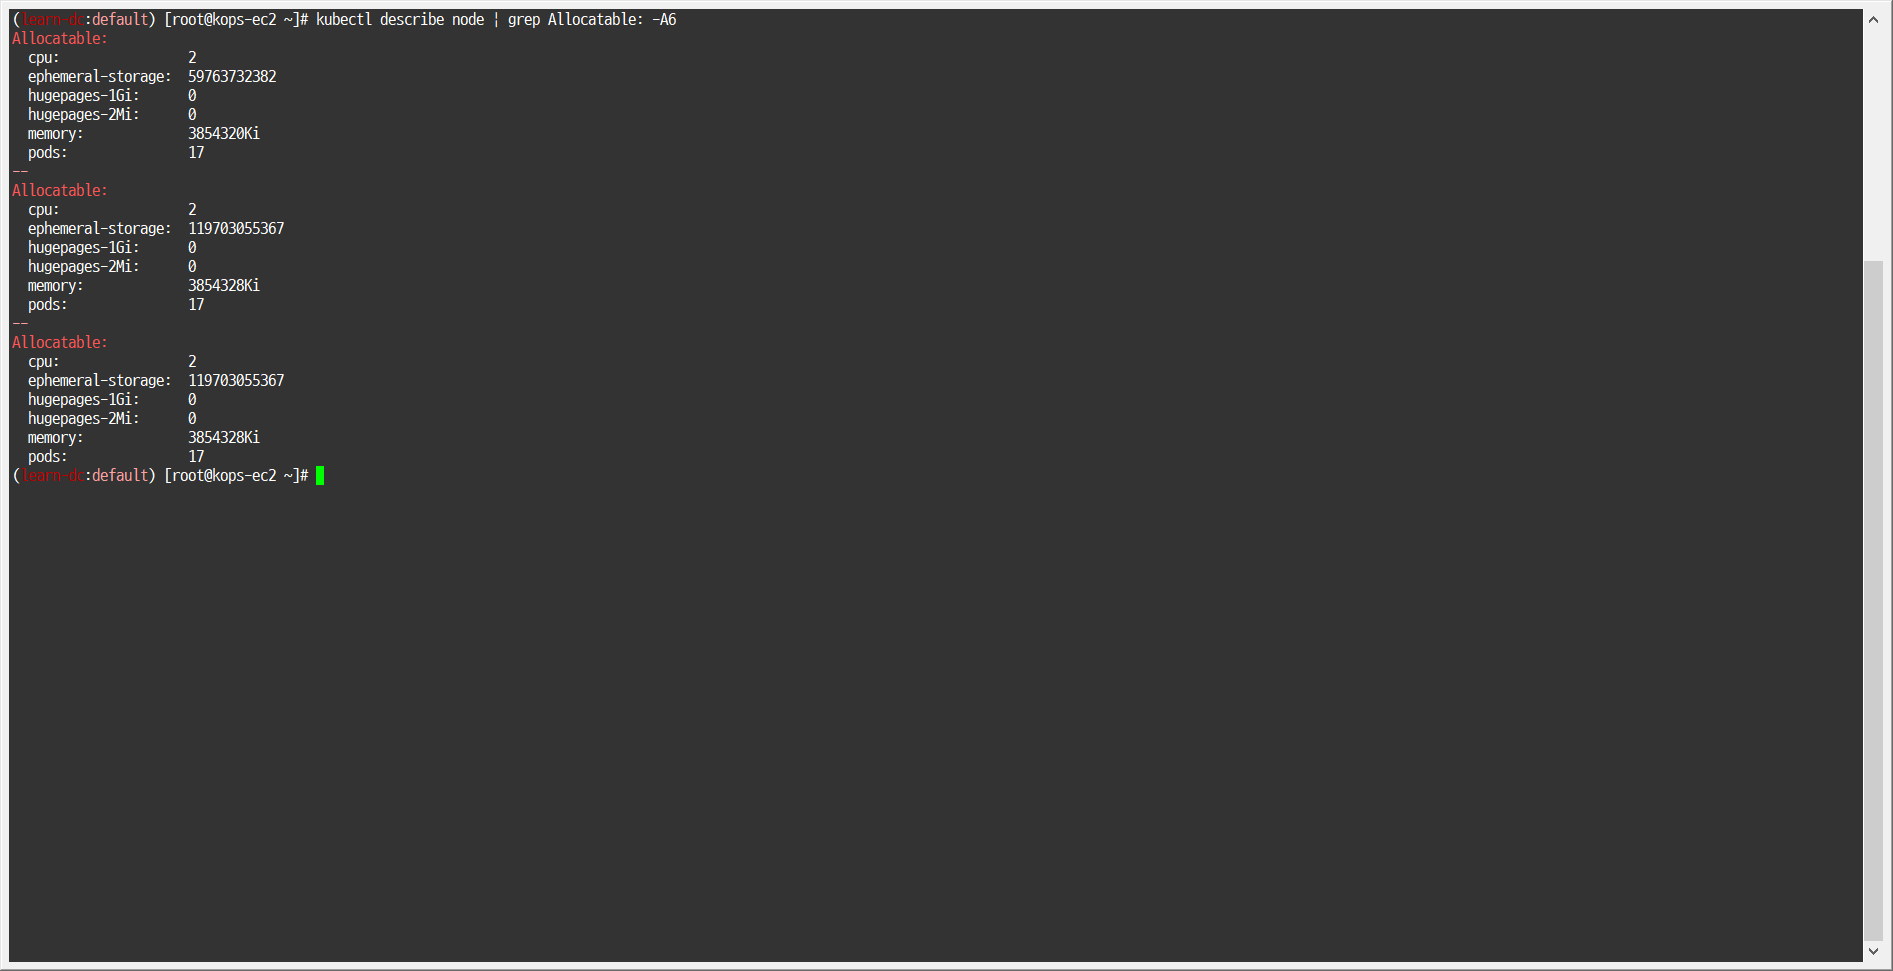 (learn-dc:default) [root@kops-ec2 ~]# kubectl describe node | grep Allocatable: -A6
Allocatable:
  cpu:                2
  ephemeral-storage:  59763732382
  hugepages-1Gi:      0
  hugepages-2Mi:      0
  memory:             3854320Ki
  pods:               17
--
Allocatable:
  cpu:                2
  ephemeral-storage:  119703055367
  hugepages-1Gi:      0
  hugepages-2Mi:      0
  memory:             3854328Ki
  pods:               17
--
Allocatable:
  cpu:                2
  ephemeral-storage:  119703055367
  hugepages-1Gi:      0
  hugepages-2Mi:      0
  memory:             3854328Ki
  pods:               17
(learn-dc:default) [root@kops-ec2 ~]#